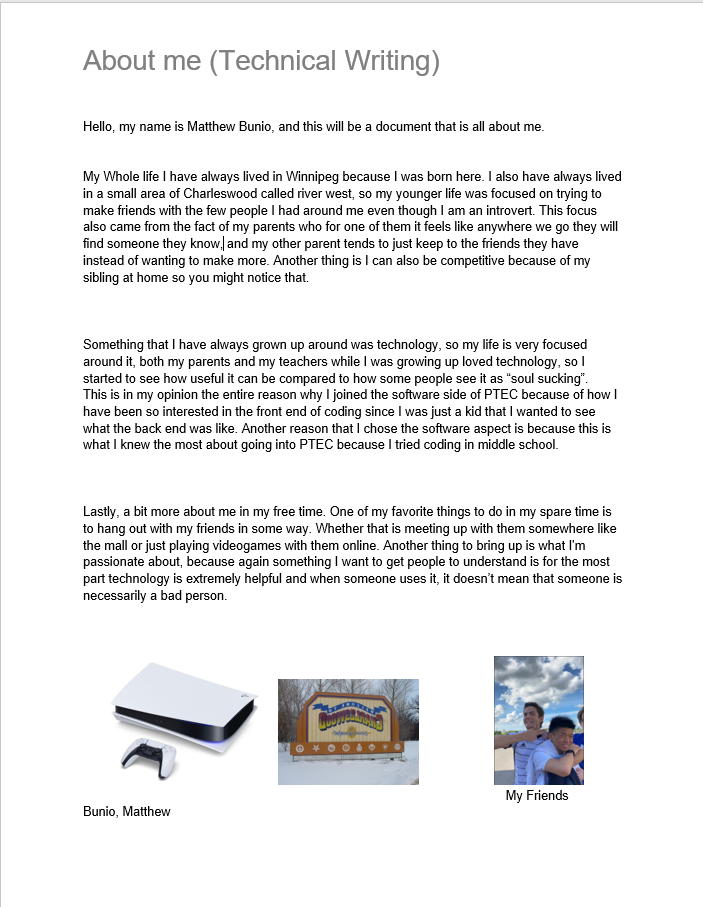 About me (Technical Writing)
Hello, my name is Matthew Bunio, and this will be a document that is all about me.
My Whole life I have always lived in Winnipeg because I was born here. I also have always lived
in a small area of Charleswood called river west, so my younger life was focused on trying to
make friends with the few people I had around me even though I am an introvert. This focus
also came from the fact of my parents who for one of them it feels like anywhere we go they will
find someone they know, and my other parent tends to just keep to the friends they have
instead of wanting to make more. Another thing is I can also be competitive because of my
sibling at home so you might notice that.
Something that I have always grown up around was technology, so my life is very focused
around it, both my parents and my teachers while I was growing up loved technology, so I
started to see how useful it can be compared to how some people see it as “soul sucking”.
This is in my opinion the entire reason why I joined the software side of PTEC because of how I
have been so interested in the front end of coding since I was just a kid that I wanted to see
what the back end was like. Another reason that I chose the software aspect is because this is
what I knew the most about going into PTEC because I tried coding in middle school.
Lastly, a bit more about me in my free time. One of my favorite things to do in my spare time is
to hang out with my friends in some way. Whether that is meeting up with them somewhere like
the mall or just playing videogames with them online. Another thing to bring up is what I’m
passionate about, because again something I want to get people to understand is for the most
part technology is extremely helpful and when someone uses it, it doesn’t mean that someone is
necessarily a bad person.
My Friends
Bunio, Matthew